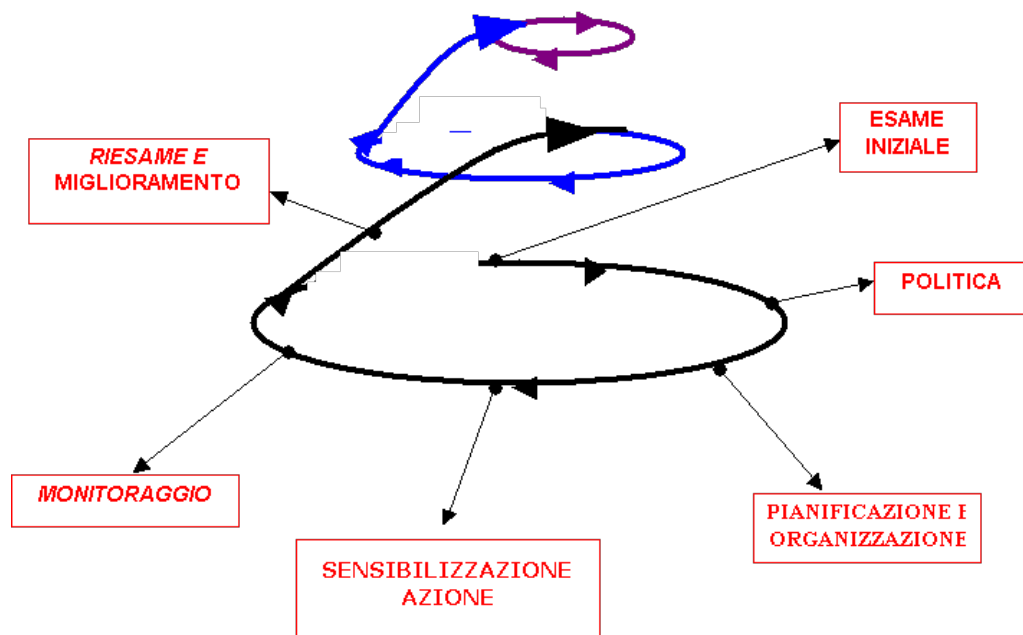 ESAME
INIZIALE
RIESAME E
MIGLIORAMENTO
POLITICA
MONITORAGGIO
PIANIFICAZIONE E
ORGANIZZAZIONE
SENSIBILIZZAZIONE
AZIONE